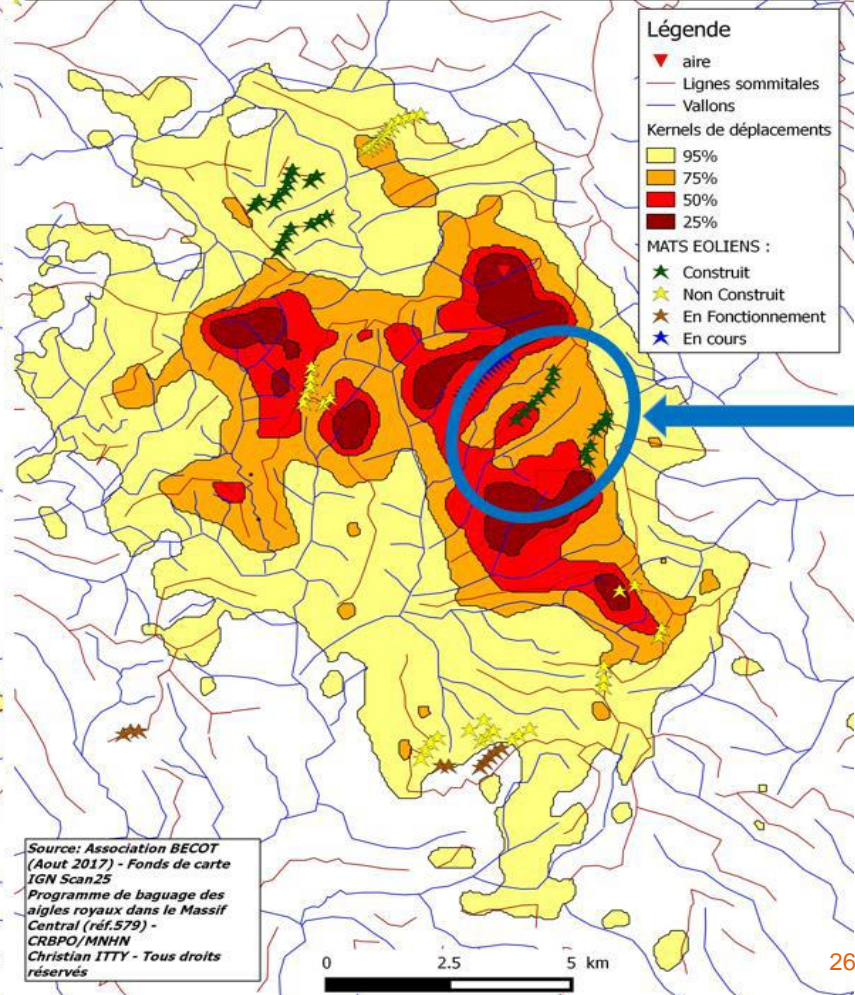 Légende
aire
Lignes sommitales
Vallons
Kernels de déplacements
95%
75%
50%
25%
MATS EOLIENS :
Construit
Non Construit
En Fonctionnement
En cours
Source: Association BECOT
(Aout 2017) - Fonds de carte
IGN Scan25
Programme de baguage des
aigles royaux dans le Massif
Central (réf.579) -
CRBPO/MNHN
Christian ITTY - Tous droits
réservés
0 2.5 5 km
26